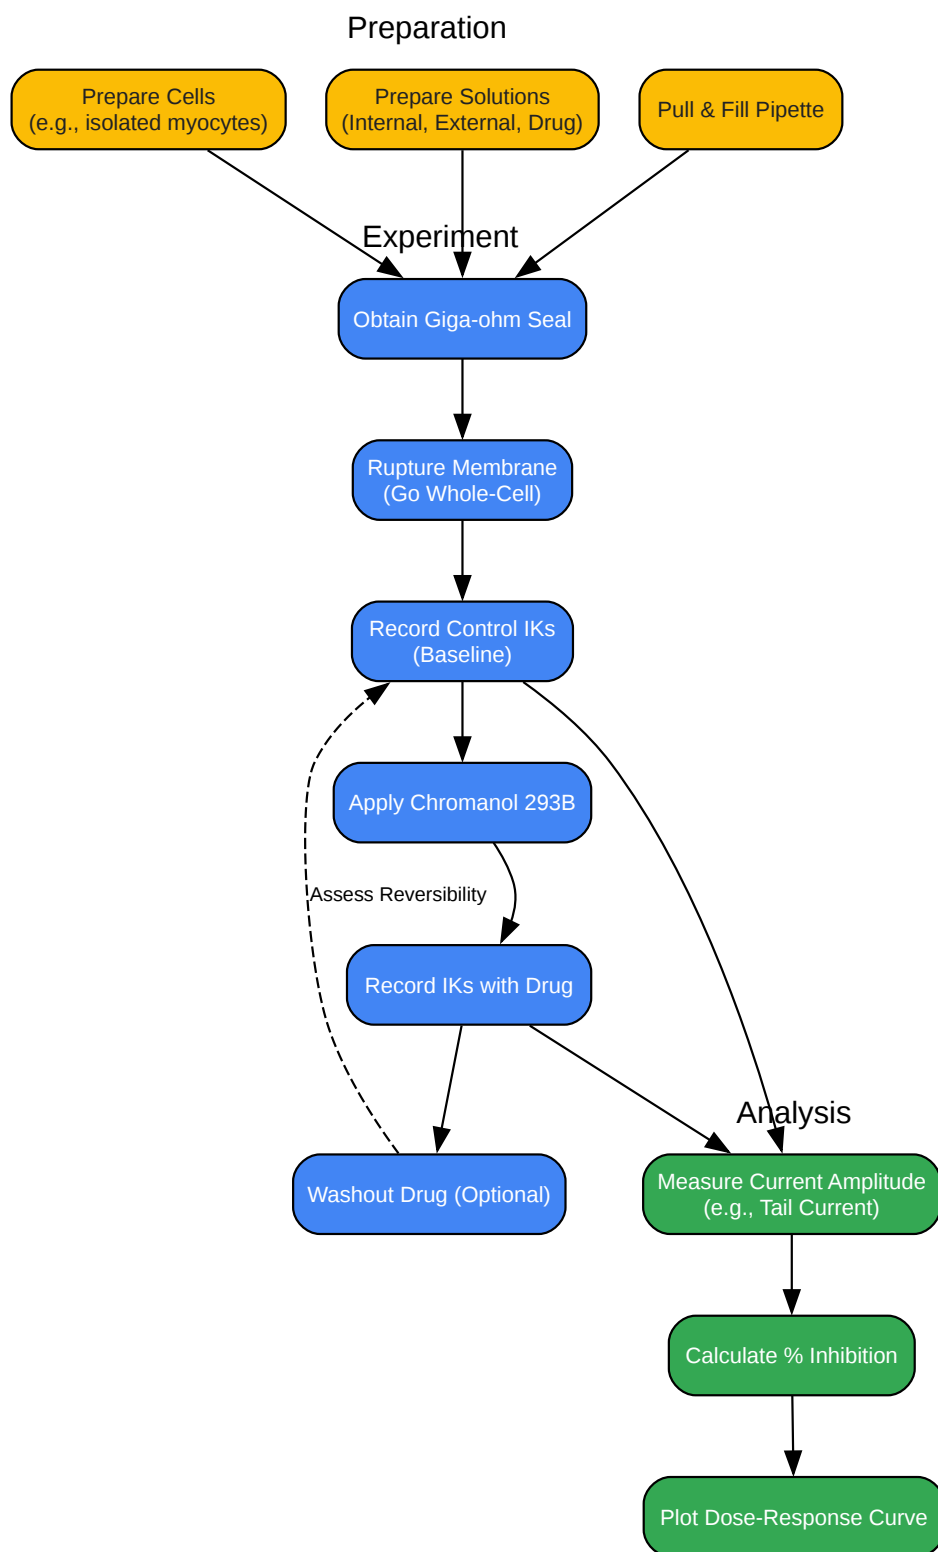 Preparation
Prepare Cells
(e.g., isolated myocytes)
Prepare Solutions
(Internal, External, Drug)
Pull & Fill Pipette
Experiment
Obtain Giga-ohm Seal
Rupture Membrane
(Go Whole-Cell)
Record Control IKs
(Baseline)
Apply Chromanol 293B
Assess Reversibility
Record IKs with Drug
Analysis
Washout Drug (Optional)
Measure Current Amplitude
(e.g., Tail Current)
Calculate % Inhibition
Plot Dose-Response Curve